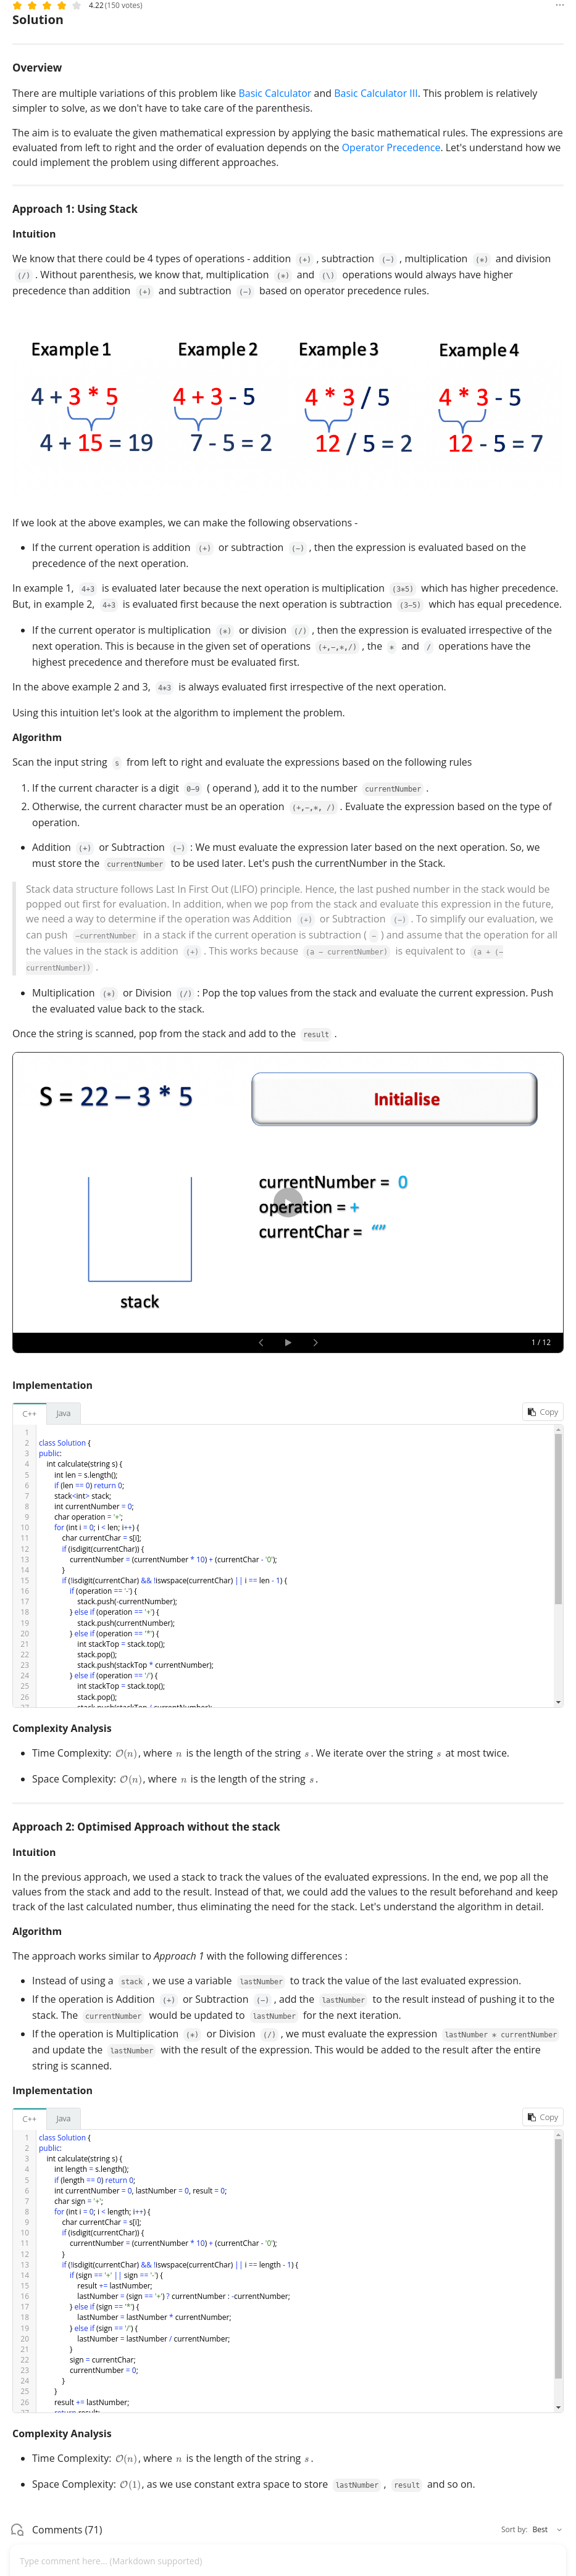 4.22 (150 votes)
Solution
Overview
There are multiple variations of this problem like Basic Calculator and Basic Calculator III. This problem is relatively
simpler to solve, as we don't have to take care of the parenthesis.
The aim is to evaluate the given mathematical expression by applying the basic mathematical rules. The expressions are
evaluated from left to right and the order of evaluation depends on the Operator Precedence. Let's understand how we
could implement the problem using different approaches.
Approach 1: Using Stack
Intuition
We know that there could be 4 types of operations - addition (+) , subtraction (−) , multiplication (∗) and division
(/) . Without parenthesis, we know that, multiplication (∗) and (\) operations would always have higher
precedence than addition (+) and subtraction (−) based on operator precedence rules.
Example 1 Example 2 Example 3 Example 4
4 + 3 * 5 4 + 3 - 5 4 * 3 / 5 4 * 3 - 5
4 + 15 = 19 7 - 5 = 2 12 / 5 = 2 12 - 5 = 7
If we look at the above examples, we can make the following observations -
• If the current operation is addition (+) or subtraction (−) , then the expression is evaluated based on the
precedence of the next operation.
In example 1, 4+3 is evaluated later because the next operation is multiplication (3∗5) which has higher precedence.
But, in example 2, 4+3 is evaluated first because the next operation is subtraction (3−5) which has equal precedence.
• If the current operator is multiplication (∗) or division (/) , then the expression is evaluated irrespective of the
next operation. This is because in the given set of operations (+,−,∗,/) , the ∗ and / operations have the
highest precedence and therefore must be evaluated first.
In the above example 2 and 3, 4∗3 is always evaluated first irrespective of the next operation.
Using this intuition let's look at the algorithm to implement the problem.
Algorithm
Scan the input string s from left to right and evaluate the expressions based on the following rules
1. If the current character is a digit 0−9 ( operand ), add it to the number currentNumber .
2. Otherwise, the current character must be an operation (+,−,∗, /) . Evaluate the expression based on the type of
operation.
• Addition (+) or Subtraction (−) : We must evaluate the expression later based on the next operation. So, we
must store the currentNumber to be used later. Let's push the currentNumber in the Stack.
Stack data structure follows Last In First Out (LIFO) principle. Hence, the last pushed number in the stack would be
popped out first for evaluation. In addition, when we pop from the stack and evaluate this expression in the future,
we need a way to determine if the operation was Addition (+) or Subtraction (−) . To simplify our evaluation, we
can push −currentNumber in a stack if the current operation is subtraction ( − ) and assume that the operation for all
the values in the stack is addition (+) . This works because (a − currentNumber) is equivalent to (a + (−
currentNumber)) .
• Multiplication (∗) or Division (/) : Pop the top values from the stack and evaluate the current expression. Push
the evaluated value back to the stack.
Once the string is scanned, pop from the stack and add to the result .
S = 22 – 3 * 5 Initialise
currentNumber = 0
operation = +
currentChar = “”
stack
1 / 12
Implementation
C++ Java Copy
1
2 class Solution {
3 public:
4 int calculate(string s) {
5 int len = s.length();
6 if (len == 0) return 0;
7 stack<int> stack;
8 int currentNumber = 0;
9 char operation = '+';
10 for (int i = 0; i < len; i++) {
11 char currentChar = s[i];
12 if (isdigit(currentChar)) {
13 currentNumber = (currentNumber * 10) + (currentChar - '0');
14 }
15 if (!isdigit(currentChar) && !iswspace(currentChar) || i == len - 1) {
16 if (operation == '-') {
17 stack.push(-currentNumber);
18 } else if (operation == '+') {
19 stack.push(currentNumber);
20 } else if (operation == '*') {
21 int stackTop = stack.top();
22 stack.pop();
23 stack.push(stackTop * currentNumber);
24 } else if (operation == '/') {
25 int stackTop = stack.top();
26 stack.pop();
Complexity Analysis
• Time Complexity: O(n), where n is the length of the string s. We iterate over the string s at most twice.
• Space Complexity: O(n), where n is the length of the string s.
Approach 2: Optimised Approach without the stack
Intuition
In the previous approach, we used a stack to track the values of the evaluated expressions. In the end, we pop all the
values from the stack and add to the result. Instead of that, we could add the values to the result beforehand and keep
track of the last calculated number, thus eliminating the need for the stack. Let's understand the algorithm in detail.
Algorithm
The approach works similar to Approach 1 with the following differences :
• Instead of using a stack , we use a variable lastNumber to track the value of the last evaluated expression.
• If the operation is Addition (+) or Subtraction (−) , add the lastNumber to the result instead of pushing it to the
stack. The currentNumber would be updated to lastNumber for the next iteration.
• If the operation is Multiplication (∗) or Division (/) , we must evaluate the expression lastNumber ∗ currentNumber
and update the lastNumber with the result of the expression. This would be added to the result after the entire
string is scanned.
Implementation
C++ Java Copy
1 class Solution {
2 public:
3 int calculate(string s) {
4 int length = s.length();
5 if (length == 0) return 0;
6 int currentNumber = 0, lastNumber = 0, result = 0;
7 char sign = '+';
8 for (int i = 0; i < length; i++) {
9 char currentChar = s[i];
10 if (isdigit(currentChar)) {
11 currentNumber = (currentNumber * 10) + (currentChar - '0');
12 }
13 if (!isdigit(currentChar) && !iswspace(currentChar) || i == length - 1) {
14 if (sign == '+' || sign == '-') {
15 result += lastNumber;
16 lastNumber = (sign == '+') ? currentNumber : -currentNumber;
17 } else if (sign == '*') {
18 lastNumber = lastNumber * currentNumber;
19 } else if (sign == '/') {
20 lastNumber = lastNumber / currentNumber;
21 }
22 sign = currentChar;
23 currentNumber = 0;
24 }
25 }
26 result += lastNumber;
Complexity Analysis
• Time Complexity: O(n), where n is the length of the string s.
• Space Complexity: O(1), as we use constant extra space to store lastNumber , result and so on.
Comments (71) Sort by: Best
Type comment here... (Markdown supported)